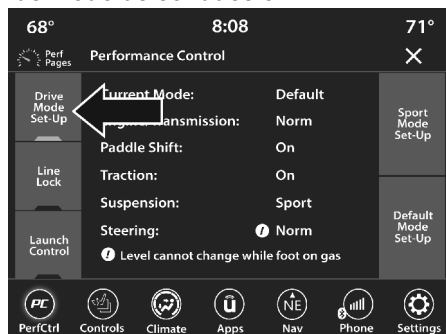 68°
8:08
71°
Perf
Pages
Performance Control
Drive
Mode
Set-Up
Current Mode:
Default
Transmission:
Norm
Sport
Mode
Set-Up
Paddle Shift:
On
Line
Lock
Traction:
On
Suspension:
Sport
Default
Mode
Set-Up
Steering:
Norm
Launch
Control
Level cannot change while foot on gas
PC
û
NE
PerfCtrl
Controls
Climate
Apps
Nav
Phone
Settings